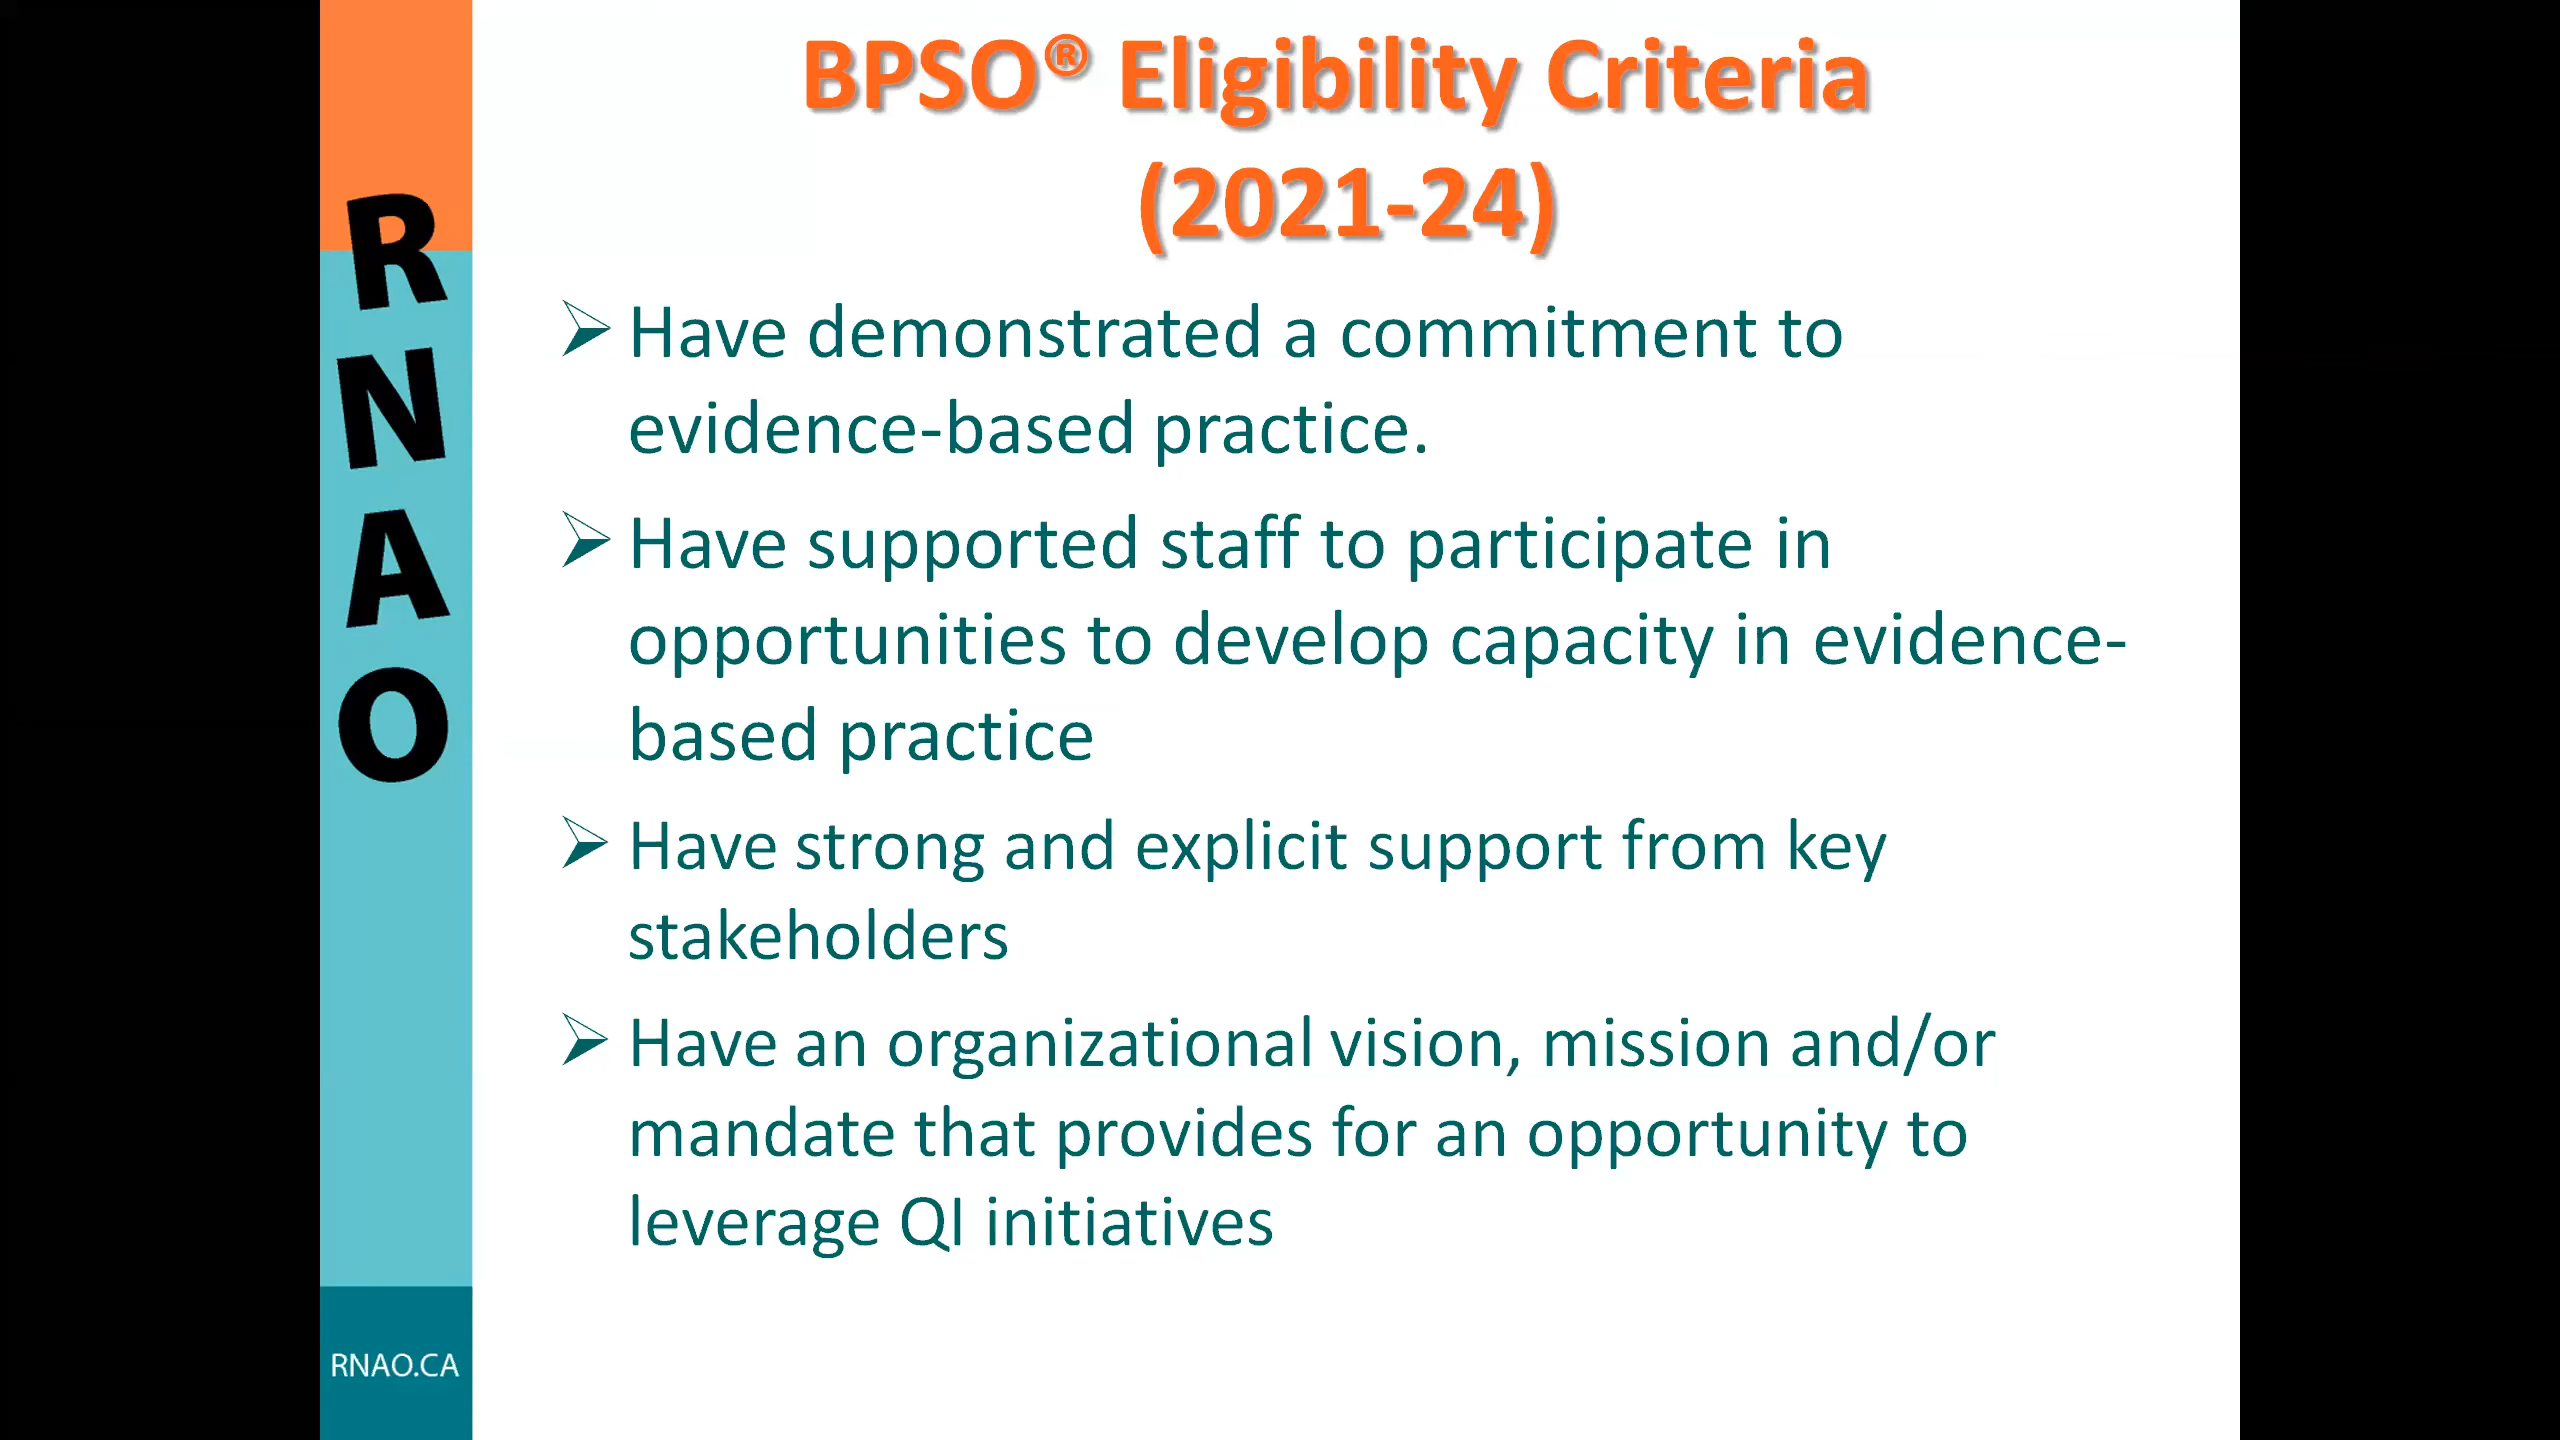 BPSO® Eligibility Criteria
(2021-24)
RNAO
➢ Have demonstrated a commitment to
evidence-based practice.
➢ Have supported staff to participate in
opportunities to develop capacity in evidence-
based practice
➢ Have strong and explicit support from key
stakeholders
➢ Have an organizational vision, mission and/or
mandate that provides for an opportunity to
leverage QI initiatives
RNAO.CA